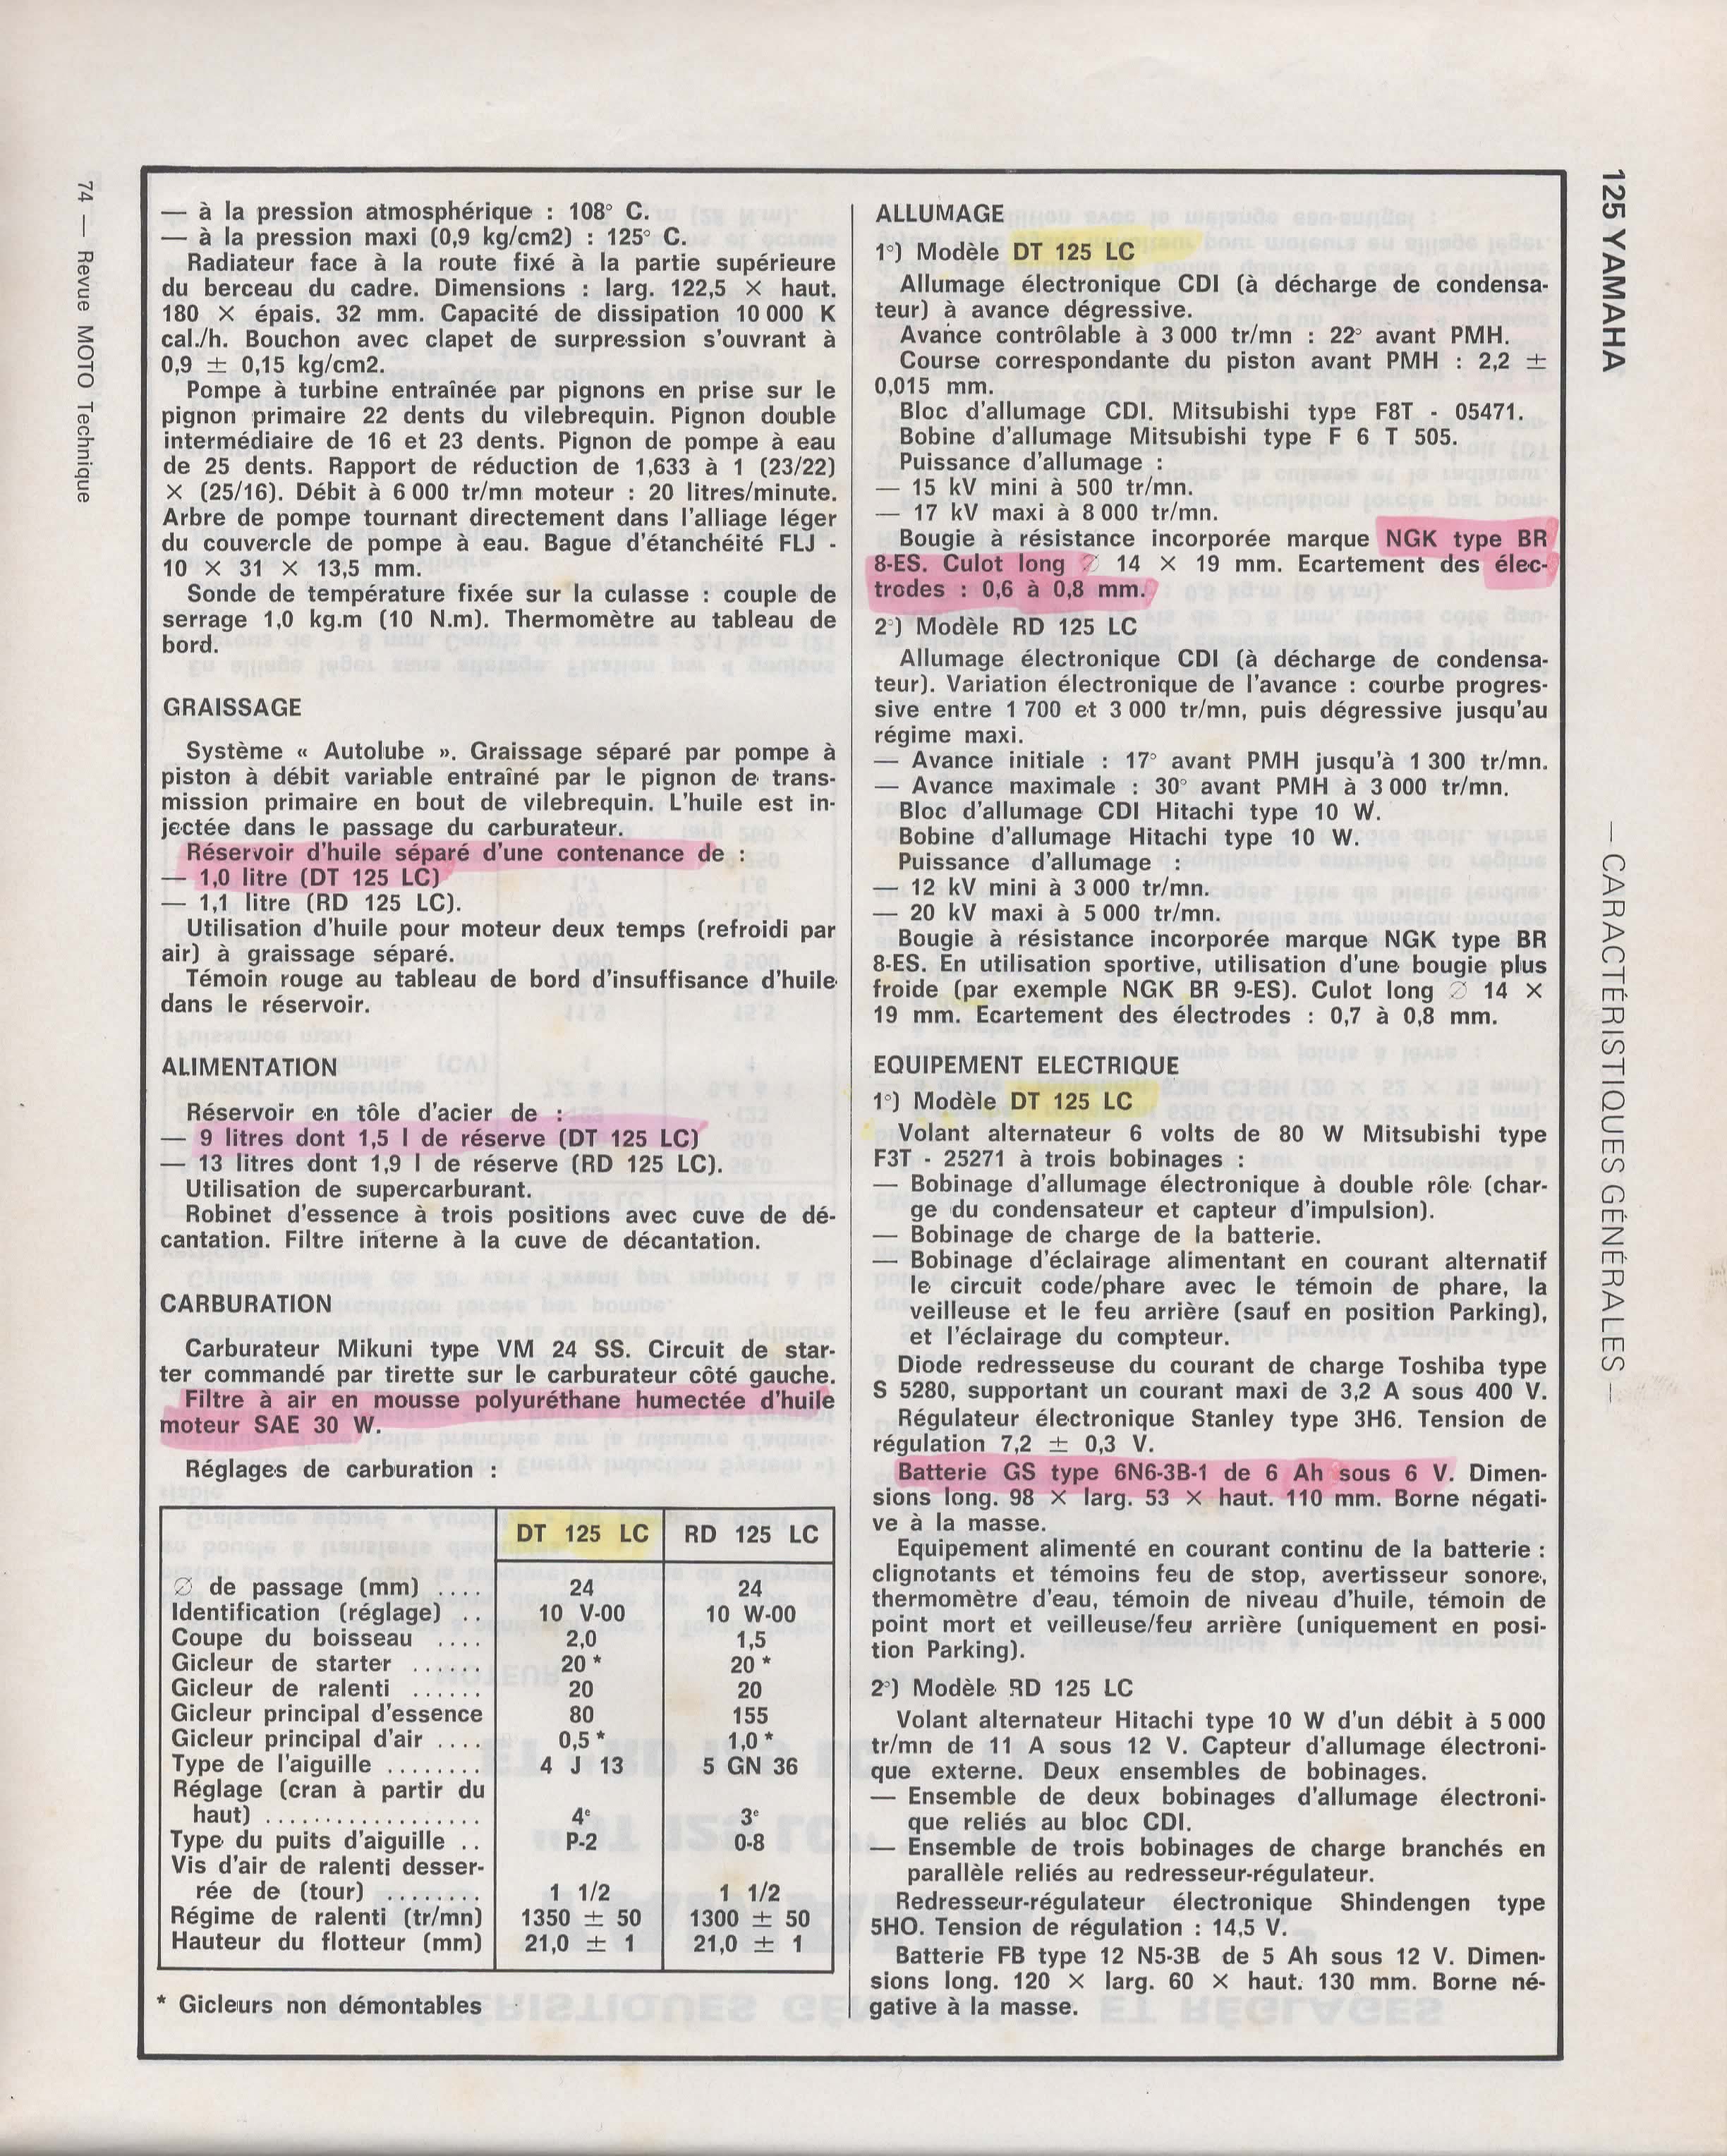 74 — Revue MOTO Technique
125 YAMAHA
— CARACTÉRISTIQUES GÉNÉRALES —
— à la pression atmosphérique : 108° C.
— à la pression maxi (0,9 kg/cm2) : 125° C.
Radiateur face à la route fixé à la partie supérieure
du berceau du cadre. Dimensions : larg. 122,5 × haut.
180 × épais. 32 mm. Capacité de dissipation 10 000 K
cal./h. Bouchon avec clapet de surpression s'ouvrant à
0,9 ± 0,15 kg/cm2.
Pompe à turbine entraînée par pignons en prise sur le
pignon primaire 22 dents du vilebrequin. Pignon double
intermédiaire de 16 et 23 dents. Pignon de pompe à eau
de 25 dents. Rapport de réduction de 1,633 à 1 (23/22)
× (25/16). Débit à 6 000 tr/mn moteur : 20 litres/minute.
Arbre de pompe tournant directement dans l'alliage léger
du couvercle de pompe à eau. Bague d'étanchéité FLJ -
10 × 31 × 13,5 mm.
Sonde de température fixée sur la culasse : couple de
serrage 1,0 kg.m (10 N.m). Thermomètre au tableau de
bord.
GRAISSAGE
Système « Autolube ». Graissage séparé par pompe à
piston à débit variable entraîné par le pignon de trans-
mission primaire en bout de vilebrequin. L'huile est in-
jectée dans le passage du carburateur.
Réservoir d'huile séparé d'une contenance de :
— 1,0 litre (DT 125 LC)
— 1,1 litre (RD 125 LC).
Utilisation d'huile pour moteur deux temps (refroidi par
air) à graissage séparé.
Témoin rouge au tableau de bord d'insuffisance d'huile
dans le réservoir.
ALIMENTATION
Réservoir en tôle d'acier de :
— 9 litres dont 1,5 l de réserve (DT 125 LC)
— 13 litres dont 1,9 l de réserve (RD 125 LC).
Utilisation de supercarburant.
Robinet d'essence à trois positions avec cuve de dé-
cantation. Filtre interne à la cuve de décantation.
CARBURATION
Carburateur Mikuni type VM 24 SS. Circuit de star-
ter commandé par tirette sur le carburateur côté gauche.
Filtre à air en mousse polyuréthane humectée d'huile
moteur SAE 30 W.
Réglages de carburation :
DT 125 LC RD 125 LC
∅ de passage (mm) .... 24 24
Identification (réglage) .. 10 V-00 10 W-00
Coupe du boisseau .... 2,0 1,5
Gicleur de starter ...... 20 * 20 *
Gicleur de ralenti ...... 20 20
Gicleur principal d'essence 80 155
Gicleur principal d'air .... 0,5 * 1,0 *
Type de l'aiguille ........ 4 J 13 5 GN 36
Réglage (cran à partir du
haut) .................. 4e 3e
Type du puits d'aiguille .. P-2 0-8
Vis d'air de ralenti desser-
rée de (tour) ........ 1 1/2 1 1/2
Régime de ralenti (tr/mn) 1350 ± 50 1300 ± 50
Hauteur du flotteur (mm) 21,0 ± 1 21,0 ± 1
* Gicleurs non démontables
ALLUMAGE
1°) Modèle DT 125 LC
Allumage électronique CDI (à décharge de condensa-
teur) à avance dégressive.
Avance contrôlable à 3 000 tr/mn : 22° avant PMH.
Course correspondante du piston avant PMH : 2,2 ±
0,015 mm.
Bloc d'allumage CDI. Mitsubishi type F8T - 05471.
Bobine d'allumage Mitsubishi type F 6 T 505.
Puissance d'allumage :
— 15 kV mini à 500 tr/mn.
— 17 kV maxi à 8 000 tr/mn.
Bougie à résistance incorporée marque NGK type BR
8-ES. Culot long ∅ 14 × 19 mm. Ecartement des élec-
trodes : 0,6 à 0,8 mm.
2°) Modèle RD 125 LC
Allumage électronique CDI (à décharge de condensa-
teur). Variation électronique de l'avance : courbe progres-
sive entre 1 700 et 3 000 tr/mn, puis dégressive jusqu'au
régime maxi.
— Avance initiale : 17° avant PMH jusqu'à 1 300 tr/mn.
— Avance maximale : 30° avant PMH à 3 000 tr/mn.
Bloc d'allumage CDI Hitachi type 10 W.
Bobine d'allumage Hitachi type 10 W.
Puissance d'allumage :
— 12 kV mini à 3 000 tr/mn.
— 20 kV maxi à 5 000 tr/mn.
Bougie à résistance incorporée marque NGK type BR
8-ES. En utilisation sportive, utilisation d'une bougie plus
froide (par exemple NGK BR 9-ES). Culot long ∅ 14 ×
19 mm. Ecartement des électrodes : 0,7 à 0,8 mm.
EQUIPEMENT ELECTRIQUE
1°) Modèle DT 125 LC
Volant alternateur 6 volts de 80 W Mitsubishi type
F3T - 25271 à trois bobinages :
— Bobinage d'allumage électronique à double rôle (char-
ge du condensateur et capteur d'impulsion).
— Bobinage de charge de la batterie.
— Bobinage d'éclairage alimentant en courant alternatif
le circuit code/phare avec le témoin de phare, la
veilleuse et le feu arrière (sauf en position Parking),
et l'éclairage du compteur.
Diode redresseuse du courant de charge Toshiba type
S 5280, supportant un courant maxi de 3,2 A sous 400 V.
Régulateur électronique Stanley type 3H6. Tension de
régulation 7,2 ± 0,3 V.
Batterie GS type 6N6-3B-1 de 6 Ah sous 6 V. Dimen-
sions long. 98 × larg. 53 × haut. 110 mm. Borne négati-
ve à la masse.
Equipement alimenté en courant continu de la batterie :
clignotants et témoins feu de stop, avertisseur sonore,
thermomètre d'eau, témoin de niveau d'huile, témoin de
point mort et veilleuse/feu arrière (uniquement en posi-
tion Parking).
2°) Modèle RD 125 LC
Volant alternateur Hitachi type 10 W d'un débit à 5 000
tr/mn de 11 A sous 12 V. Capteur d'allumage électroni-
que externe. Deux ensembles de bobinages.
— Ensemble de deux bobinages d'allumage électroni-
que reliés au bloc CDI.
— Ensemble de trois bobinages de charge branchés en
parallèle reliés au redresseur-régulateur.
Redresseur-régulateur électronique Shindengen type
5HO. Tension de régulation : 14,5 V.
Batterie FB type 12 N5-3B de 5 Ah sous 12 V. Dimen-
sions long. 120 × larg. 60 × haut. 130 mm. Borne né-
gative à la masse.